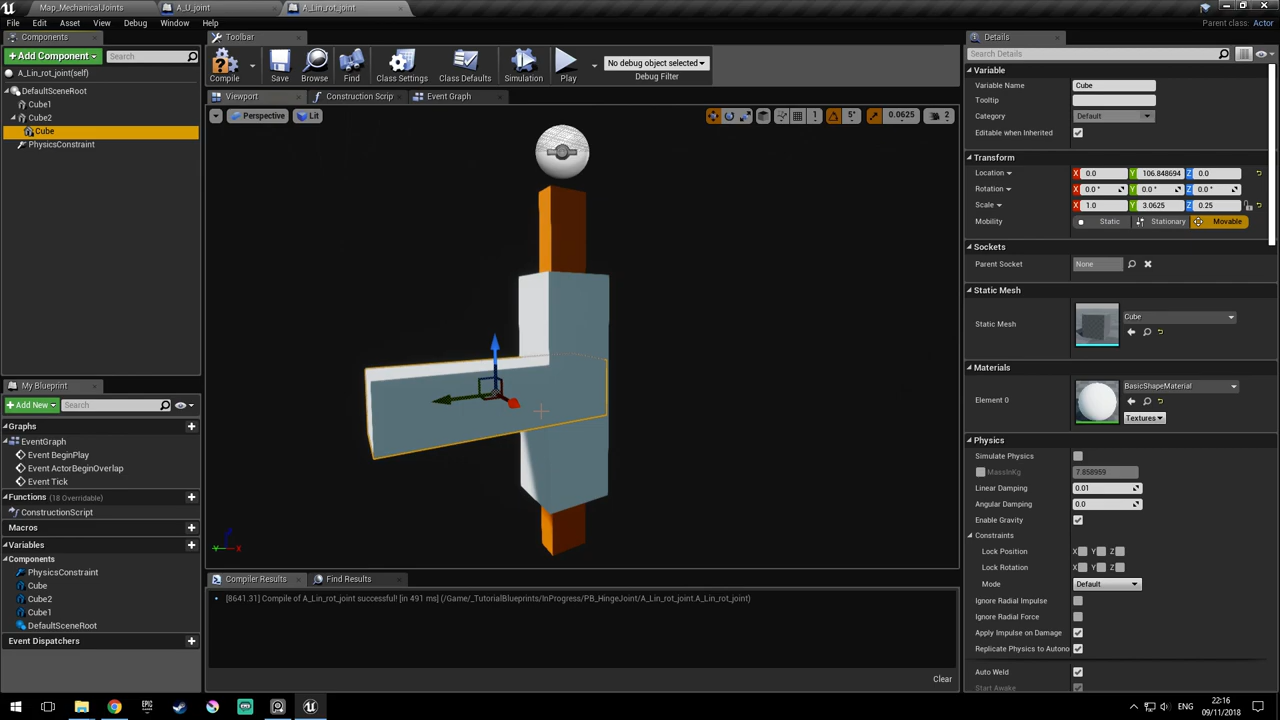 Map_MechanicalJoints
A_U_joint
A_Lin_rot_joint
File Edit Asset View Debug Window Help
Parent class: Actor
Components
Add Component
Search
A_Lin_rot_joint(self)
DefaultSceneRoot
Cube1
Cube2
Cube
PhysicsConstraint
My Blueprint
Add New
Search
Graphs
EventGraph
Event BeginPlay
Event ActorBeginOverlap
Event Tick
Functions (18 Overridable)
ConstructionScript
Macros
Variables
Components
PhysicsConstraint
Cube
Cube2
Cube1
DefaultSceneRoot
Event Dispatchers
Toolbar
Compile
Save
Browse
Find
Class Settings
Class Defaults
Simulation
Play
No debug object selected
Debug Filter
Viewport
Construction Scrip
Event Graph
Perspective
Lit
1
5°
0.0625
2
Compiler Results
Find Results
[8641.31] Compile of A_Lin_rot_joint successful! [in 491 ms] (/Game/_TutorialBlueprints/InProgress/PB_HingeJoint/A_Lin_rot_joint.A_Lin_rot_joint)
Clear
Details
Search Details
Variable
Variable Name Cube
Tooltip
Category Default
Editable when Inherited
Transform
Location X 0.0 Y 106.848694 Z 0.0
Rotation X 0.0 ° Y 0.0 ° Z 0.0 °
Scale X 1.0 Y 3.0625 Z 0.25
Mobility Static Stationary Movable
Sockets
Parent Socket None
Static Mesh
Static Mesh Cube
Materials
Element 0 BasicShapeMaterial
Textures
Physics
Simulate Physics
MassInKg 7.858959
Linear Damping 0.01
Angular Damping 0.0
Enable Gravity
Constraints
Lock Position X Y Z
Lock Rotation X Y Z
Mode Default
Ignore Radial Impulse
Ignore Radial Force
Apply Impulse on Damage
Replicate Physics to Autono
Auto Weld
Start Awake
ENG
22:16
09/11/2018